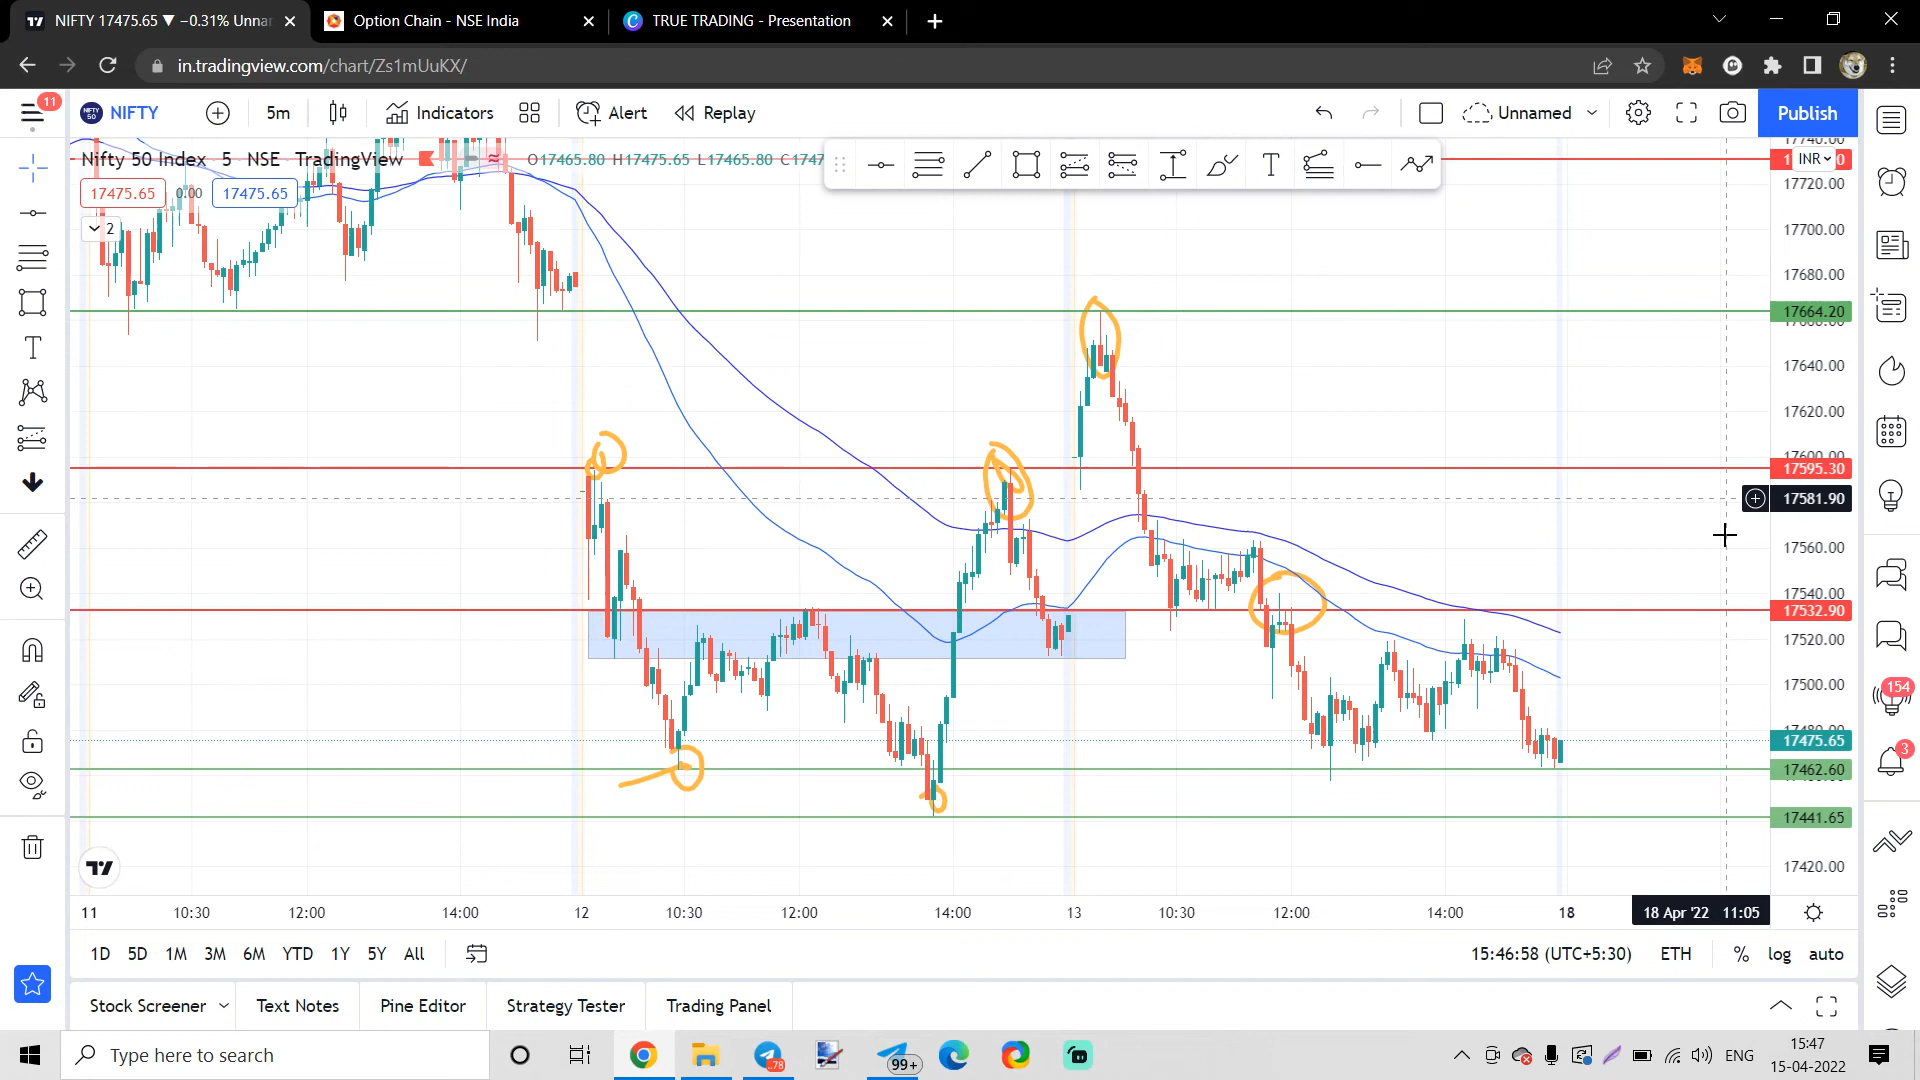 NIFTY 17475.65 ▼ −0.31% Unnar
Option Chain - NSE India
TRUE TRADING - Presentation
in.tradingview.com/chart/Zs1mUuKX/
11
NIFTY
5m
Indicators
Alert
Replay
Unnamed
Publish
Nifty 50 Index 5 NSE TradingView
O17465.80 H17475.65 L17465.80 C1747
17475.65
0.00
17475.65
2
INR
17720.00
17700.00
17680.00
17664.20
17640.00
17620.00
17600.00
17595.30
17581.90
17560.00
17540.00
17532.90
17520.00
17500.00
17480.00
17475.65
17462.60
17441.65
17420.00
154
3
11
10:30
12:00
14:00
12
10:30
12:00
14:00
13
10:30
12:00
14:00
18
18 Apr '22 11:05
1D
5D
1M
3M
6M
YTD
1Y
5Y
All
15:46:58 (UTC+5:30)
ETH
%
log
auto
Stock Screener
Text Notes
Pine Editor
Strategy Tester
Trading Panel
Type here to search
99+
ENG
15:47
15-04-2022